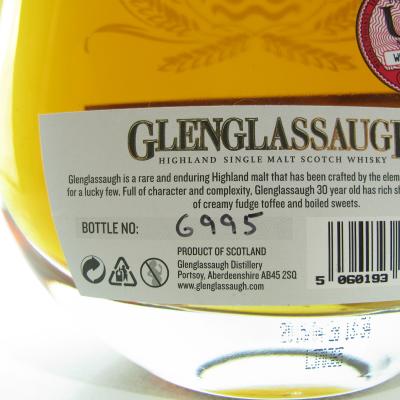 GLENGLASSAUGH
HIGHLAND SINGLE MALT SCOTCH WHISKY
Glenglassaugh is a rare and enduring Highland malt that has been crafted by the elem
for a lucky few. Full of character and complexity, Glenglassaugh 30 year old has rich sh
of creamy fudge toffee and boiled sweets.
BOTTLE NO: 6995
PRODUCT OF SCOTLAND
Glenglassaugh Distillery
Portsoy, Aberdeenshire AB45 2SQ
www.glenglassaugh.com
5 060193